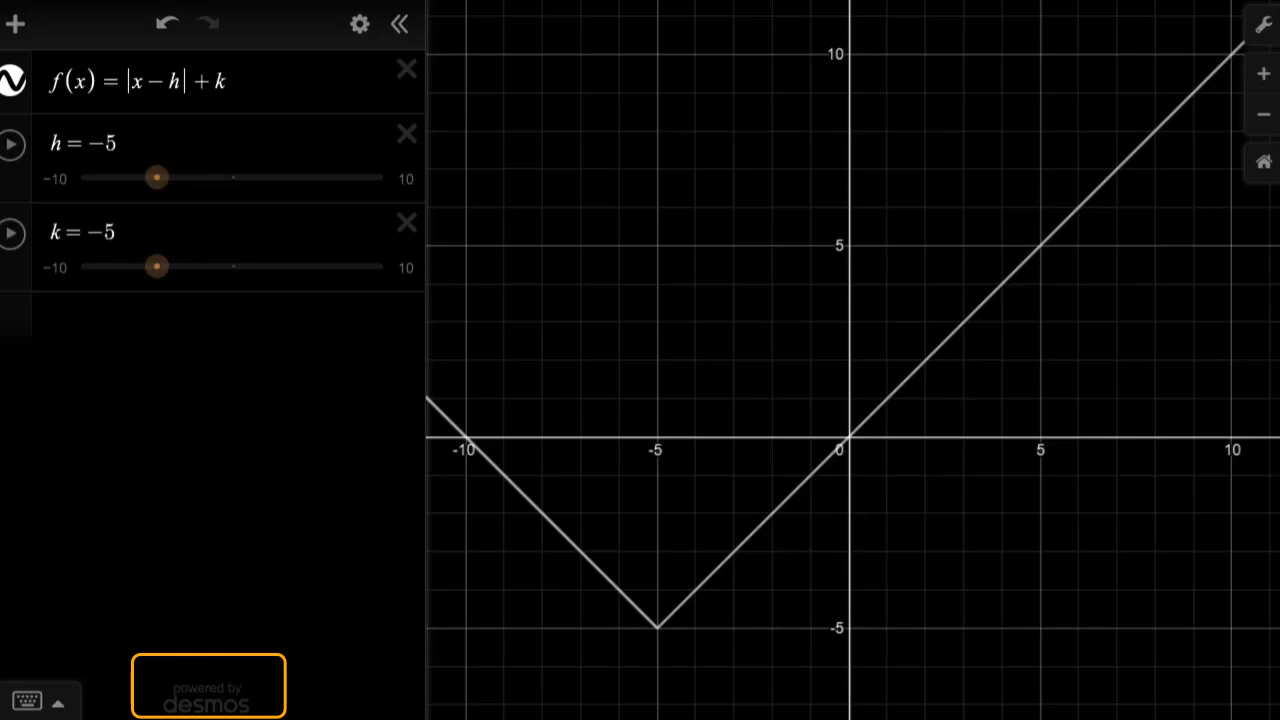 f(x) = |x − h| + k
h = −5
−10 10
k = −5
−10 10
10
5
-10 -5 0 5 10
-5
powered by
desmos